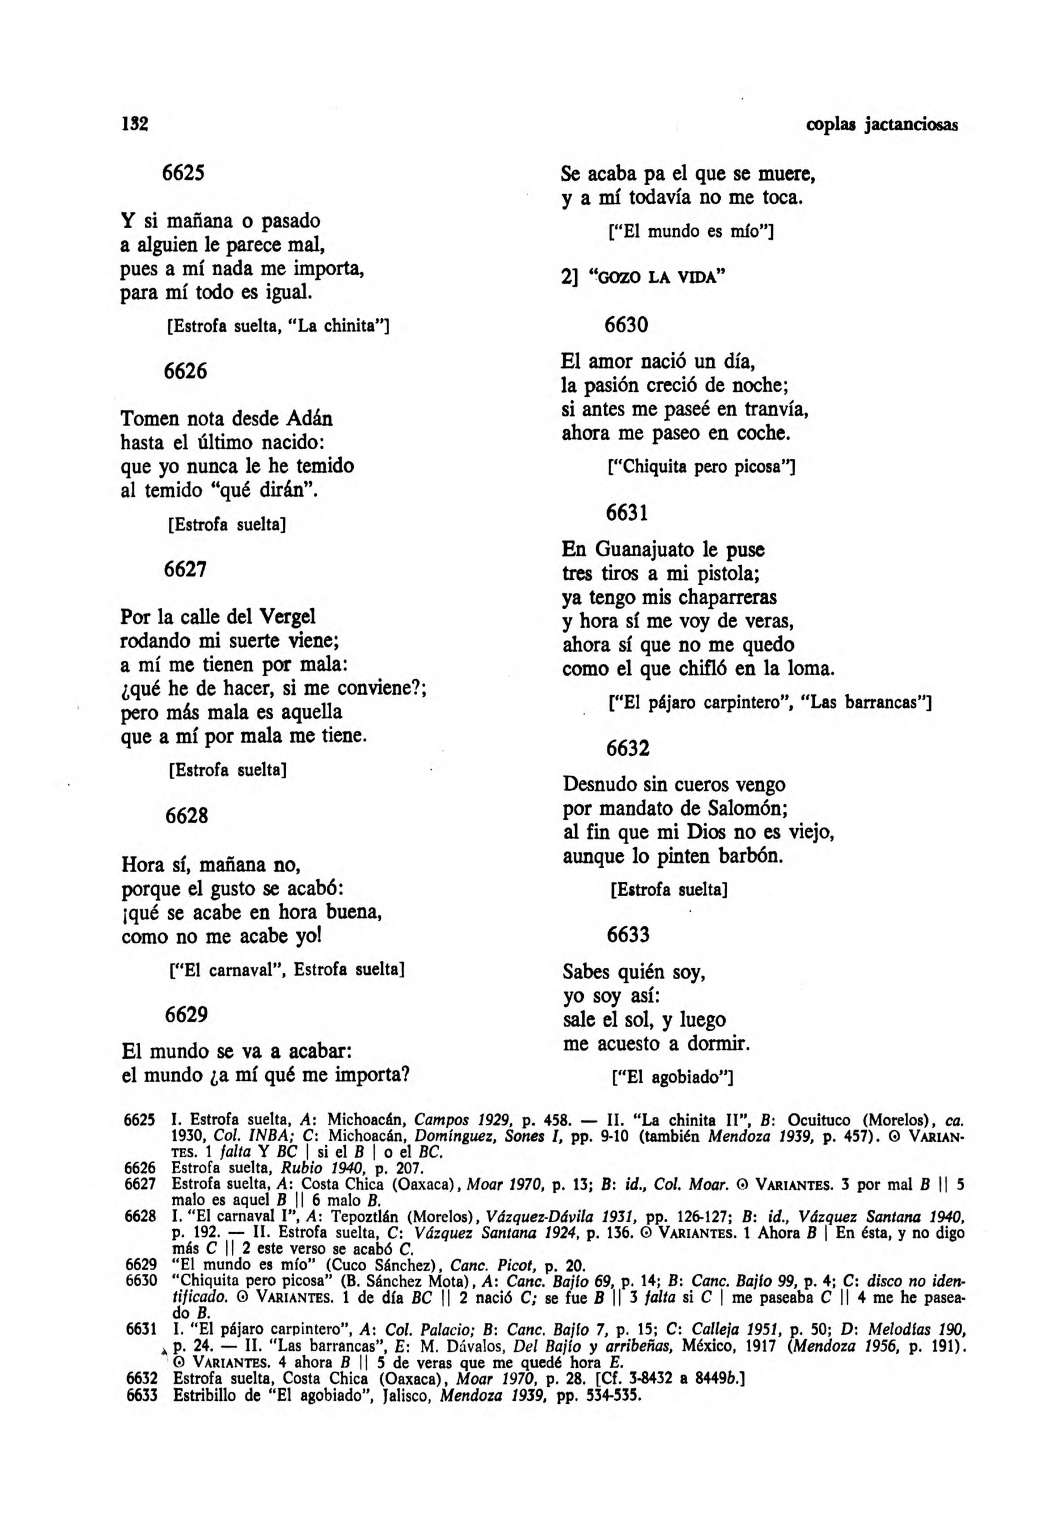 132
coplas jactanciosas
6625
Y si mañana o pasado
a alguien le parece mal,
pues a mí nada me importa,
para mí todo es igual.
[Estrofa suelta, “La chinita”]
6626
Tomen nota desde Adán
hasta el último nacido:
que yo nunca le he temido
al temido “qué dirán”.
[Estrofa suelta]
6627
Por la calle del Vergel
rodando mi suerte viene;
a mí me tienen por mala:
¿qué he de hacer, si me conviene?;
pero más mala es aquella
que a mí por mala me tiene.
[Estrofa suelta]
6628
Hora sí, mañana no,
porque el gusto se acabó:
¡qué se acabe en hora buena,
como no me acabe yo!
[“El carnaval”, Estrofa suelta]
6629
El mundo se va a acabar:
el mundo ¿a mí qué me importa?
Se acaba pa el que se muere,
y a mí todavía no me toca.
[“El mundo es mío”]
2] “GOZO LA VIDA”
6630
El amor nació un día,
la pasión creció de noche;
si antes me paseé en tranvía,
ahora me paseo en coche.
[“Chiquita pero picosa”]
6631
En Guanajuato le puse
tres tiros a mi pistola;
ya tengo mis chaparreras
y hora sí me voy de veras,
ahora sí que no me quedo
como el que chifló en la loma.
[“El pájaro carpintero”, “Las barrancas”]
6632
Desnudo sin cueros vengo
por mandato de Salomón;
al fin que mi Dios no es viejo,
aunque lo pinten barbón.
[Estrofa suelta]
6633
Sabes quién soy,
yo soy así:
sale el sol, y luego
me acuesto a dormir.
[“El agobiado”]
6625 I. Estrofa suelta, A: Michoacán, Campos 1929, p. 458. — II. “La chinita II”, B: Ocuituco (Morelos), ca.
1930, Col. INBA; C: Michoacán, Domínguez, Sones I, pp. 9-10 (también Mendoza 1939, p. 457). ⊙ VARIAN-
TES. 1 falta Y BC | si el B | o el BC.
6626 Estrofa suelta, Rubio 1940, p. 207.
6627 Estrofa suelta, A: Costa Chica (Oaxaca), Moar 1970, p. 13; B: id., Col. Moar. ⊙ VARIANTES. 3 por mal B || 5
malo es aquel B || 6 malo B.
6628 I. “El carnaval I”, A: Tepoztlán (Morelos), Vázquez-Dávila 1931, pp. 126-127; B: id., Vázquez Santana 1940,
p. 192. — II. Estrofa suelta, C: Vázquez Santana 1924, p. 136. ⊙ VARIANTES. 1 Ahora B | En ésta, y no digo
más C || 2 este verso se acabó C.
6629 “El mundo es mío” (Cuco Sánchez), Canc. Picot, p. 20.
6630 “Chiquita pero picosa” (B. Sánchez Mota), A: Canc. Bajío 69, p. 14; B: Canc. Bajío 99, p. 4; C: disco no iden-
tificado. ⊙ VARIANTES. 1 de día BC || 2 nació C; se fue B || 3 falta si C | me paseaba C || 4 me he pasea-
do B.
6631 I. “El pájaro carpintero”, A: Col. Palacio; B: Canc. Bajío 7, p. 15; C: Calleja 1951, p. 50; D: Melodías 190,
p. 24. — II. “Las barrancas”, E: M. Dávalos, Del Bajío y arribeñas, México, 1917 (Mendoza 1956, p. 191).
⊙ VARIANTES. 4 ahora B || 5 de veras que me quedé hora E.
6632 Estrofa suelta, Costa Chica (Oaxaca), Moar 1970, p. 28. [Cf. 3-8432 a 8449b.]
6633 Estribillo de “El agobiado”, Jalisco, Mendoza 1939, pp. 534-535.